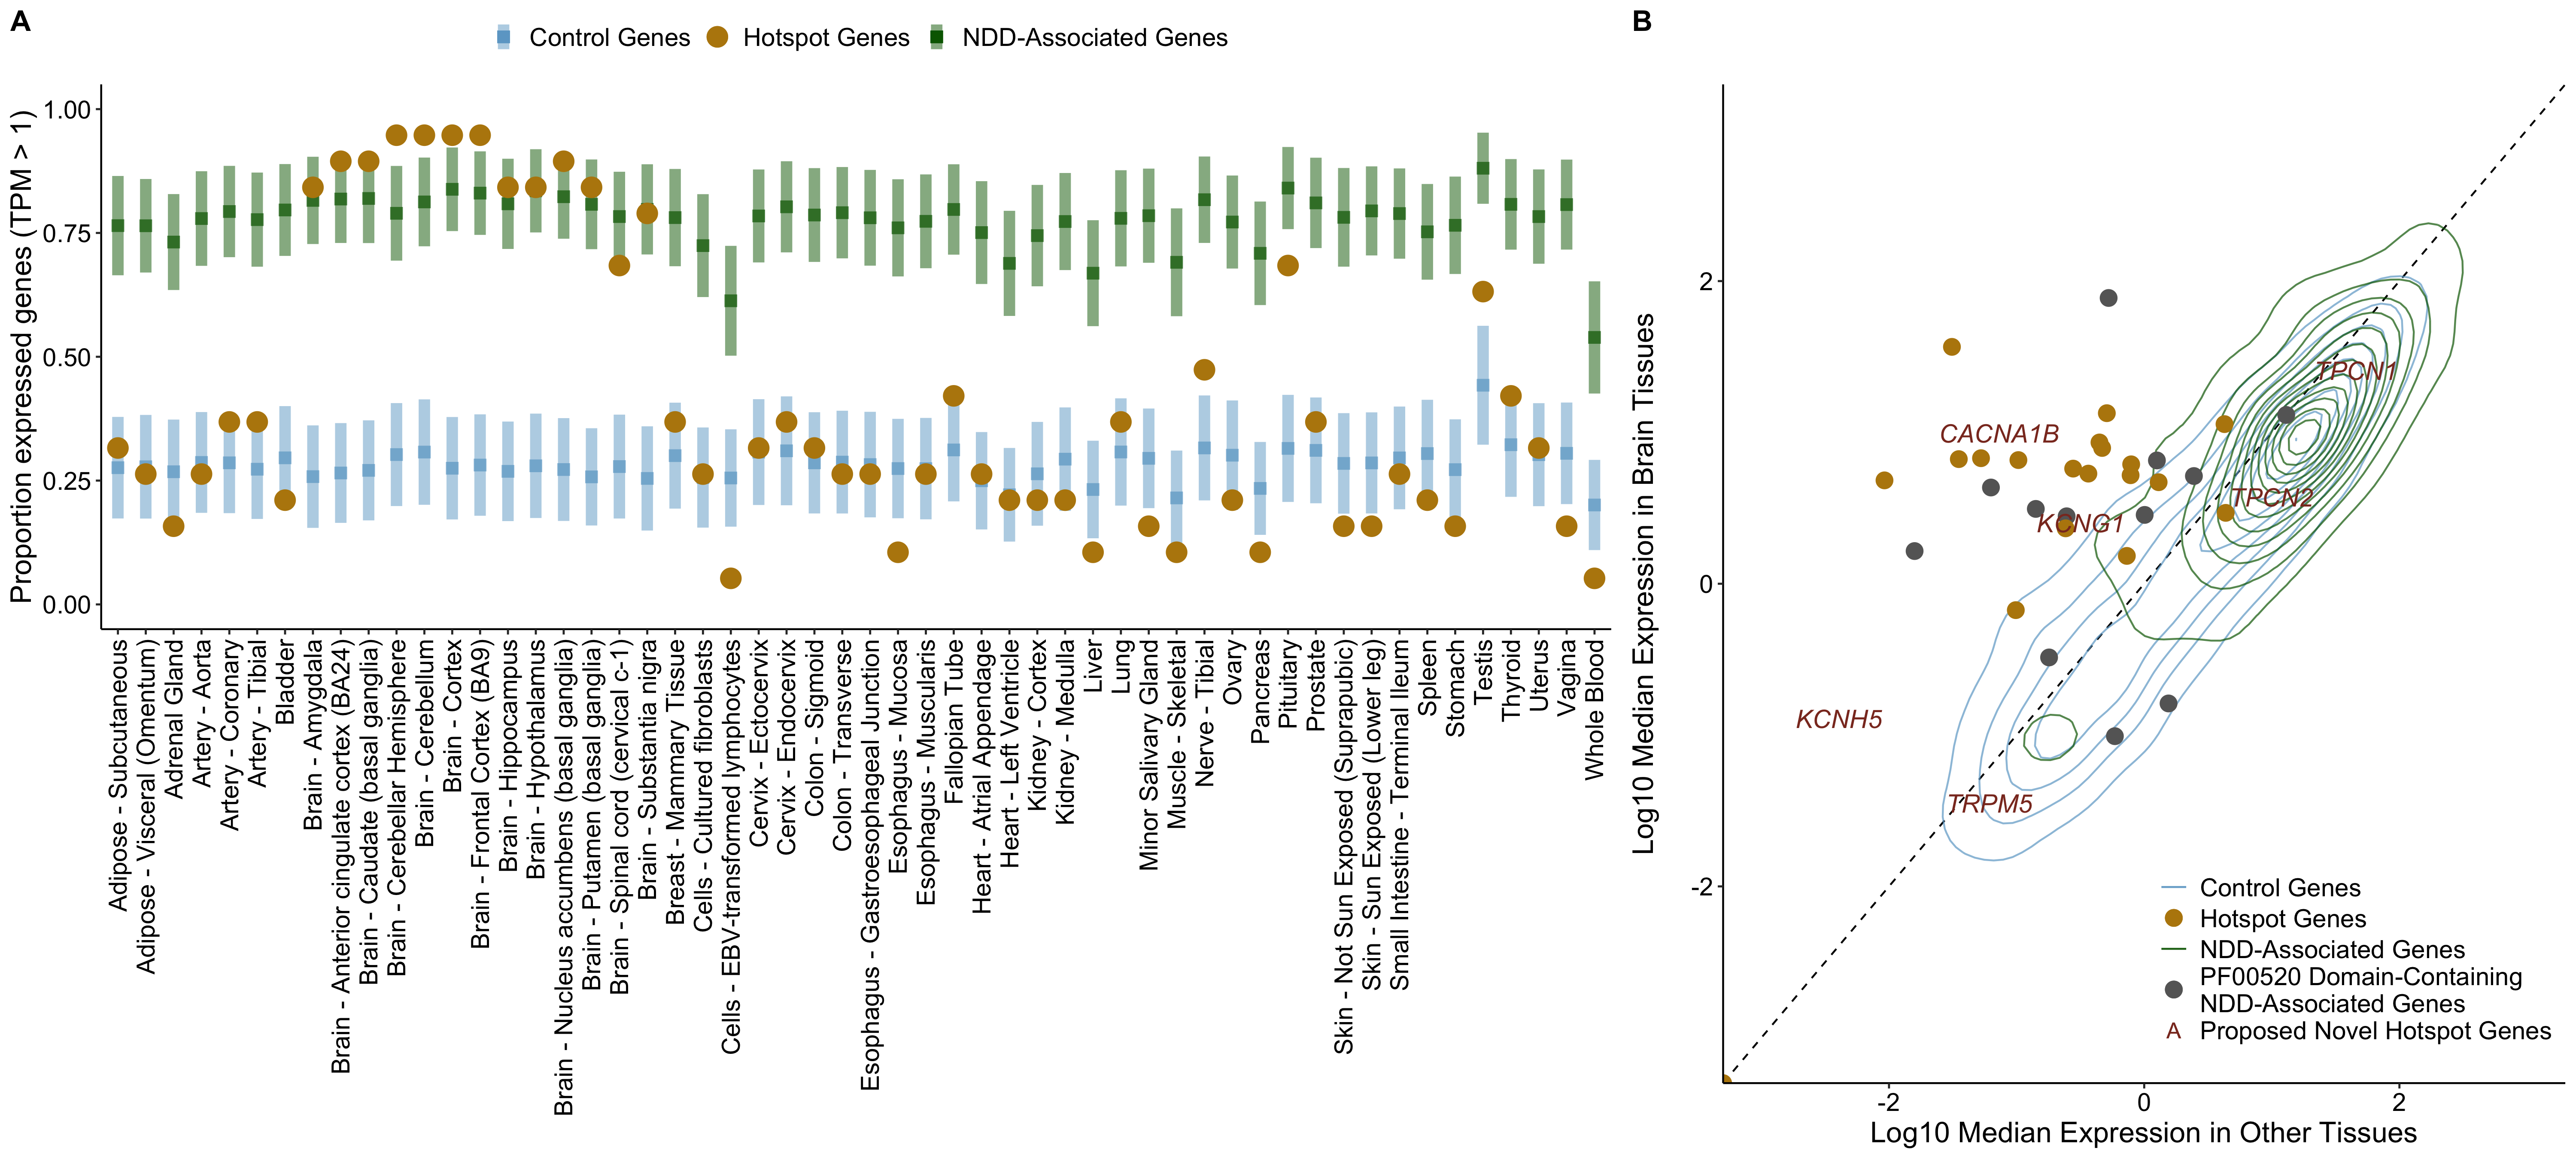 A
Control Genes
Hotspot Genes
NDD-Associated Genes
Proportion expressed genes (TPM > 1)
1.00
0.75
0.50
0.25
0.00
Adipose - Subcutaneous
Adipose - Visceral (Omentum)
Adrenal Gland
Artery - Aorta
Artery - Coronary
Artery - Tibial
Bladder
Brain - Amygdala
Brain - Anterior cingulate cortex (BA24)
Brain - Caudate (basal ganglia)
Brain - Cerebellar Hemisphere
Brain - Cerebellum
Brain - Cortex
Brain - Frontal Cortex (BA9)
Brain - Hippocampus
Brain - Hypothalamus
Brain - Nucleus accumbens (basal ganglia)
Brain - Putamen (basal ganglia)
Brain - Spinal cord (cervical c-1)
Brain - Substantia nigra
Breast - Mammary Tissue
Cells - Cultured fibroblasts
Cells - EBV-transformed lymphocytes
Cervix - Ectocervix
Cervix - Endocervix
Colon - Sigmoid
Colon - Transverse
Esophagus - Gastroesophageal Junction
Esophagus - Mucosa
Esophagus - Muscularis
Fallopian Tube
Heart - Atrial Appendage
Heart - Left Ventricle
Kidney - Cortex
Kidney - Medulla
Liver
Lung
Minor Salivary Gland
Muscle - Skeletal
Nerve - Tibial
Ovary
Pancreas
Pituitary
Prostate
Skin - Not Sun Exposed (Suprapubic)
Skin - Sun Exposed (Lower leg)
Small Intestine - Terminal Ileum
Spleen
Stomach
Testis
Thyroid
Uterus
Vagina
Whole Blood
B
Log10 Median Expression in Brain Tissues
2
0
-2
TPCN1
CACNA1B
TPCN2
KCNG1
KCNH5
TRPM5
Control Genes
Hotspot Genes
NDD-Associated Genes
PF00520 Domain-Containing
NDD-Associated Genes
A Proposed Novel Hotspot Genes
-2
0
2
Log10 Median Expression in Other Tissues